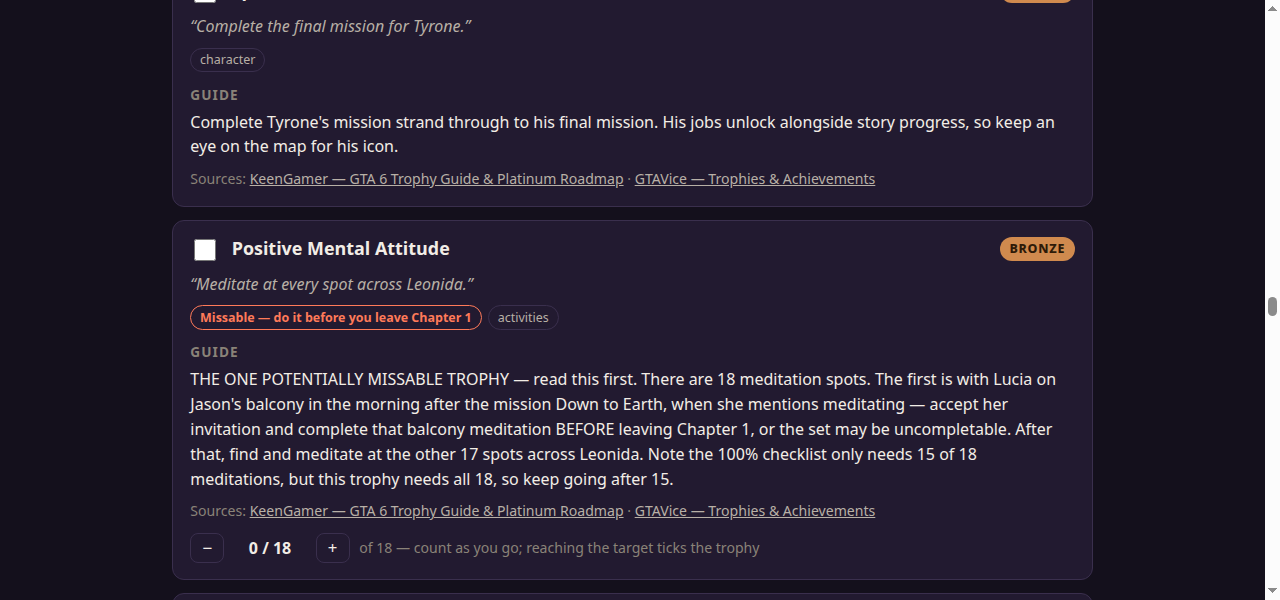 “Complete the final mission for Tyrone.”
character
GUIDE
Complete Tyrone's mission strand through to his final mission. His jobs unlock alongside story progress, so keep an
eye on the map for his icon.
Sources: KeenGamer — GTA 6 Trophy Guide & Platinum Roadmap · GTAVice — Trophies & Achievements
Positive Mental Attitude
BRONZE
“Meditate at every spot across Leonida.”
Missable — do it before you leave Chapter 1
activities
GUIDE
THE ONE POTENTIALLY MISSABLE TROPHY — read this first. There are 18 meditation spots. The first is with Lucia on
Jason's balcony in the morning after the mission Down to Earth, when she mentions meditating — accept her
invitation and complete that balcony meditation BEFORE leaving Chapter 1, or the set may be uncompletable. After
that, find and meditate at the other 17 spots across Leonida. Note the 100% checklist only needs 15 of 18
meditations, but this trophy needs all 18, so keep going after 15.
Sources: KeenGamer — GTA 6 Trophy Guide & Platinum Roadmap · GTAVice — Trophies & Achievements
− 0 / 18 + of 18 — count as you go; reaching the target ticks the trophy